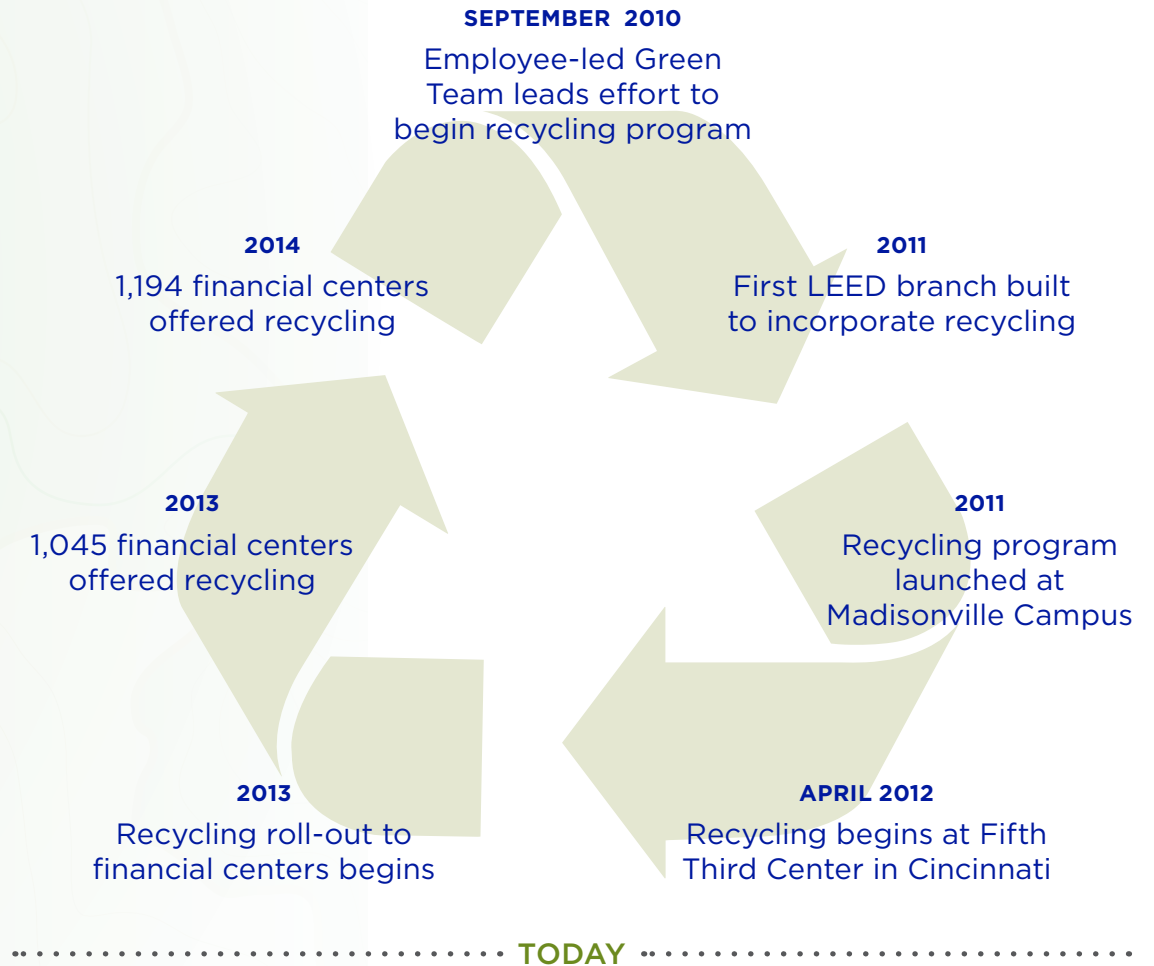 SEPTEMBER 2010
Employee-led Green
Team leads effort to
begin recycling program
2011
First LEED branch built
to incorporate recycling
2011
Recycling program
launched at
Madisonville Campus
APRIL 2012
Recycling begins at Fifth
Third Center in Cincinnati
2013
Recycling roll-out to
financial centers begins
2013
1,045 financial centers
offered recycling
2014
1,194 financial centers
offered recycling
TODAY